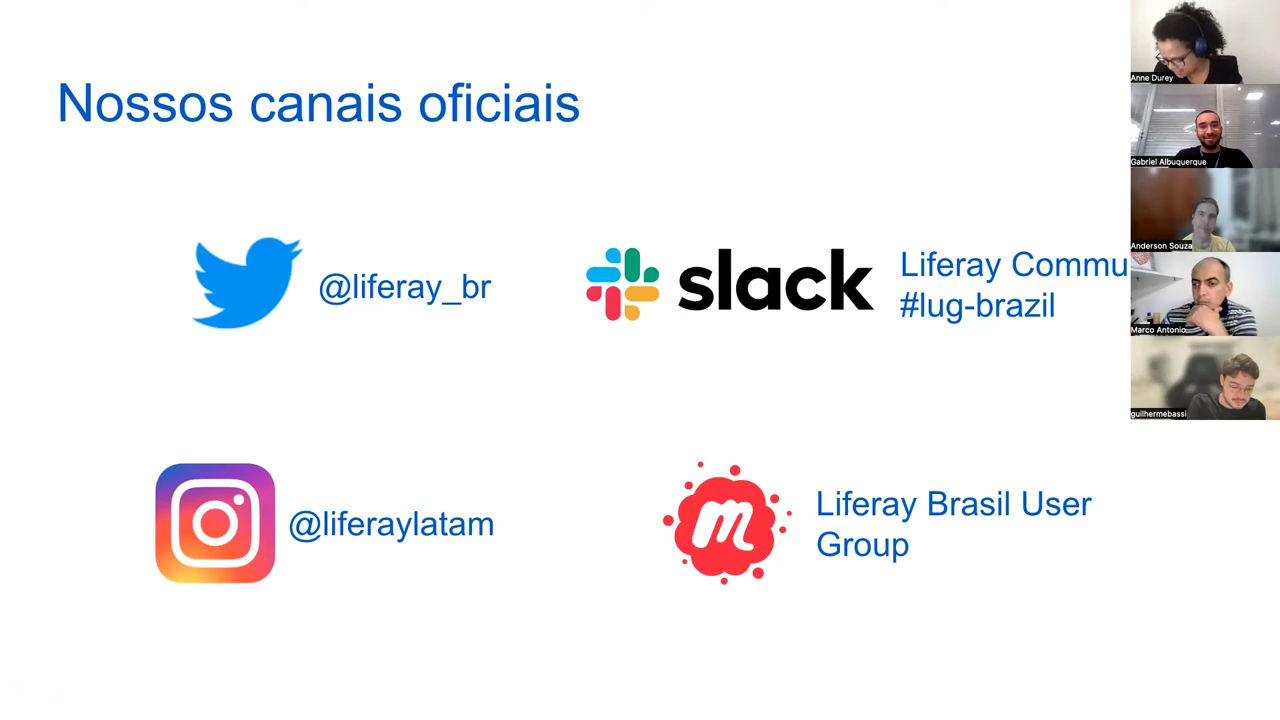 Nossos canais oficiais
@liferay_br
slack
Liferay Commu
#lug-brazil
@liferaylatam
m
Liferay Brasil User
Group
Anne Durey
Gabriel Albuquerque
Anderson Souza
Marco Antonio
guilhermebassi